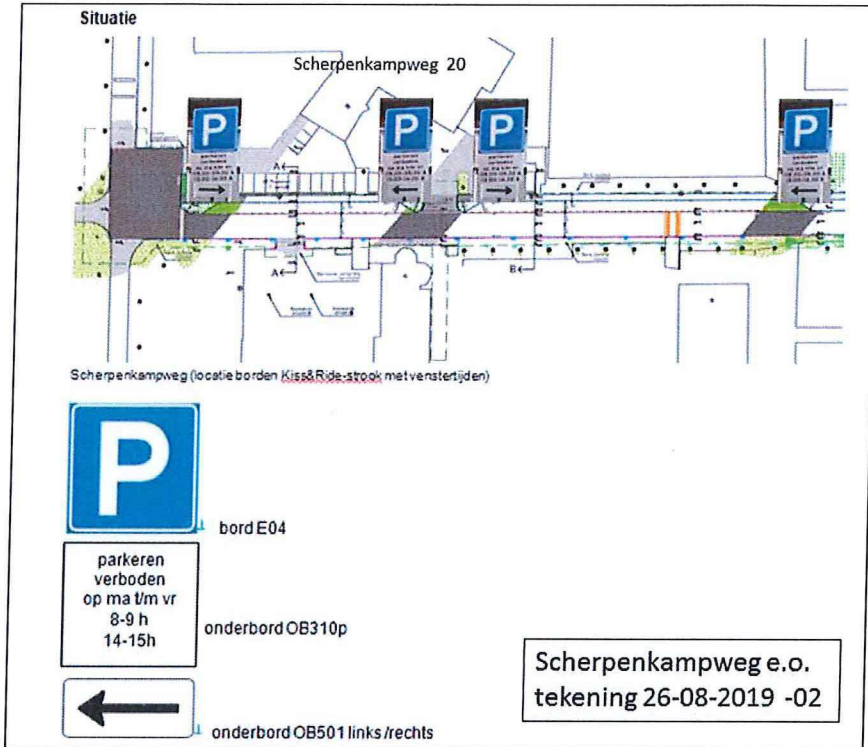 Situatie
Scherpenkampweg 20
P
P
P
P
A
A
B
Scherpenkampweg (locatie borden Kiss&Ride-strook met venstertijden)
P
bord E04
parkeren
verboden
op ma t/m vr
8-9 h
14-15h
onderbord OB310p
onderbord OB501 links/rechts
Scherpenkampweg e.o.
tekening 26-08-2019 -02